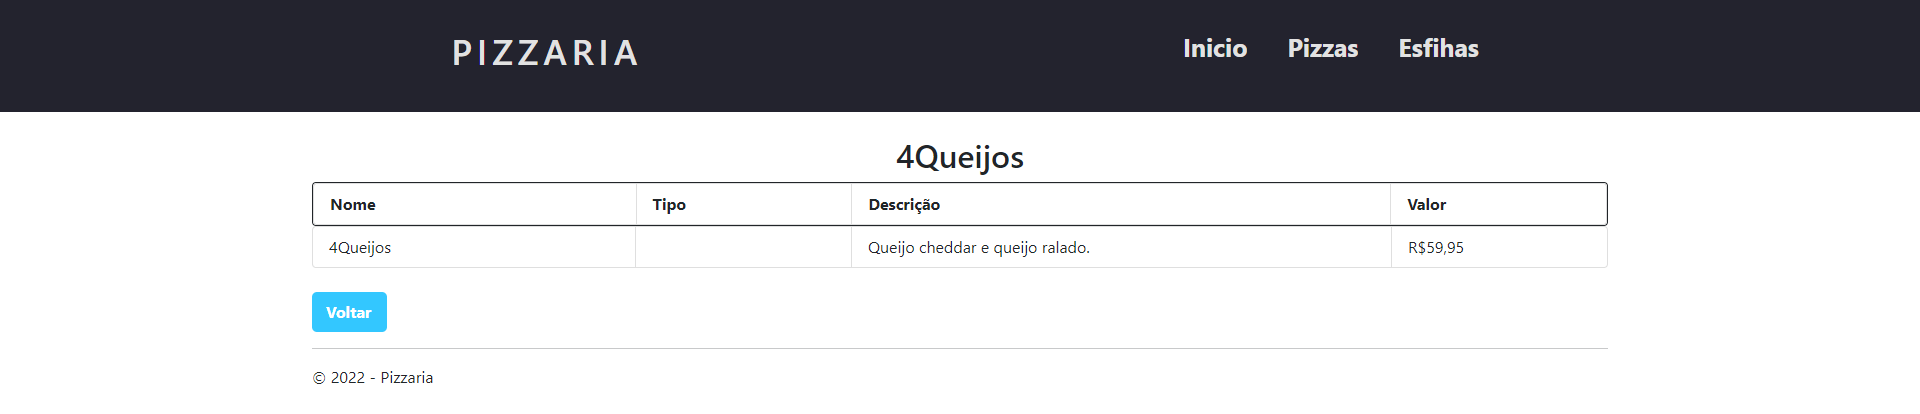 PIZZARIA Inicio Pizzas Esfihas
4Queijos
Nome Tipo Descrição Valor
4Queijos Queijo cheddar e queijo ralado. R$59,95
Voltar
© 2022 - Pizzaria